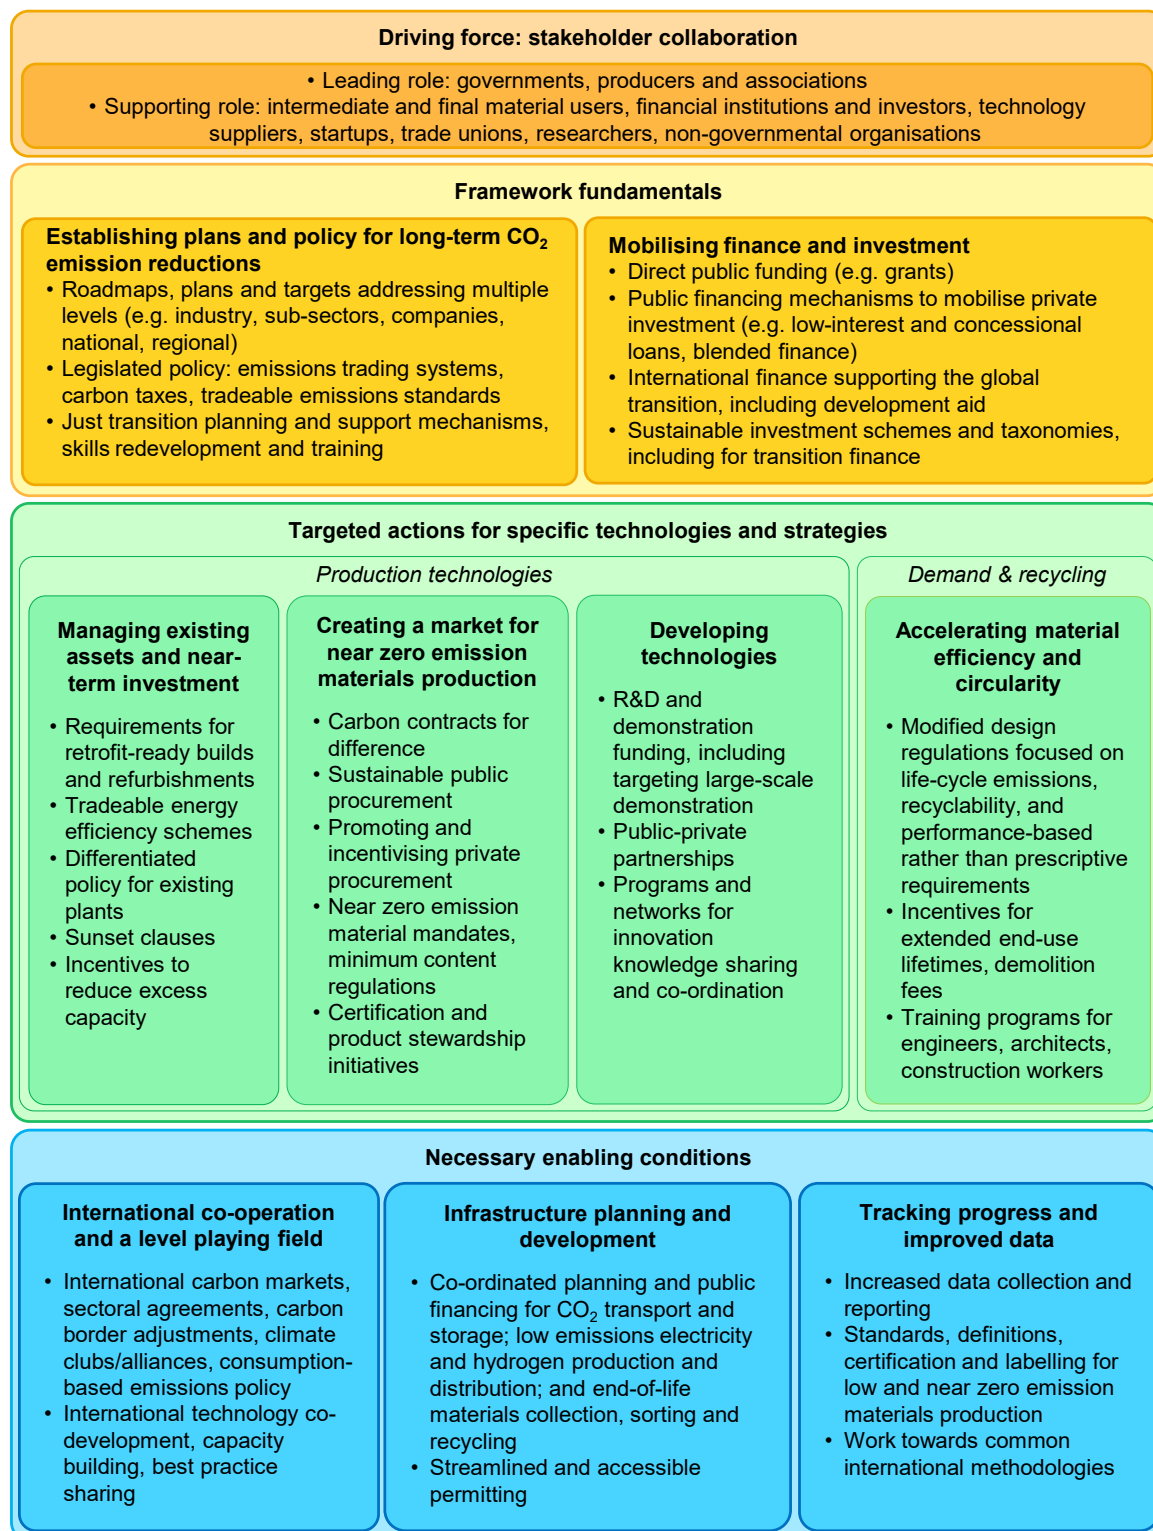 Driving force: stakeholder collaboration
• Leading role: governments, producers and associations
• Supporting role: intermediate and final material users, financial institutions and investors, technology
suppliers, startups, trade unions, researchers, non-governmental organisations
Framework fundamentals
Establishing plans and policy for long-term CO₂
emission reductions
• Roadmaps, plans and targets addressing multiple
levels (e.g. industry, sub-sectors, companies,
national, regional)
• Legislated policy: emissions trading systems,
carbon taxes, tradeable emissions standards
• Just transition planning and support mechanisms,
skills redevelopment and training
Mobilising finance and investment
• Direct public funding (e.g. grants)
• Public financing mechanisms to mobilise private
investment (e.g. low-interest and concessional
loans, blended finance)
• International finance supporting the global
transition, including development aid
• Sustainable investment schemes and taxonomies,
including for transition finance
Targeted actions for specific technologies and strategies
Production technologies
Managing existing
assets and near-
term investment
• Requirements for
retrofit-ready builds
and refurbishments
• Tradeable energy
efficiency schemes
• Differentiated
policy for existing
plants
• Sunset clauses
• Incentives to
reduce excess
capacity
Creating a market for
near zero emission
materials production
• Carbon contracts for
difference
• Sustainable public
procurement
• Promoting and
incentivising private
procurement
• Near zero emission
material mandates,
minimum content
regulations
• Certification and
product stewardship
initiatives
Developing
technologies
• R&D and
demonstration
funding, including
targeting large-scale
demonstration
• Public-private
partnerships
• Programs and
networks for
innovation
knowledge sharing
and co-ordination
Demand & recycling
Accelerating material
efficiency and
circularity
• Modified design
regulations focused on
life-cycle emissions,
recyclability, and
performance-based
rather than prescriptive
requirements
• Incentives for
extended end-use
lifetimes, demolition
fees
• Training programs for
engineers, architects,
construction workers
Necessary enabling conditions
International co-operation
and a level playing field
• International carbon markets,
sectoral agreements, carbon
border adjustments, climate
clubs/alliances, consumption-
based emissions policy
• International technology co-
development, capacity
building, best practice
sharing
Infrastructure planning and
development
• Co-ordinated planning and public
financing for CO₂ transport and
storage; low emissions electricity
and hydrogen production and
distribution; and end-of-life
materials collection, sorting and
recycling
• Streamlined and accessible
permitting
Tracking progress and
improved data
• Increased data collection and
reporting
• Standards, definitions,
certification and labelling for
low and near zero emission
materials production
• Work towards common
international methodologies